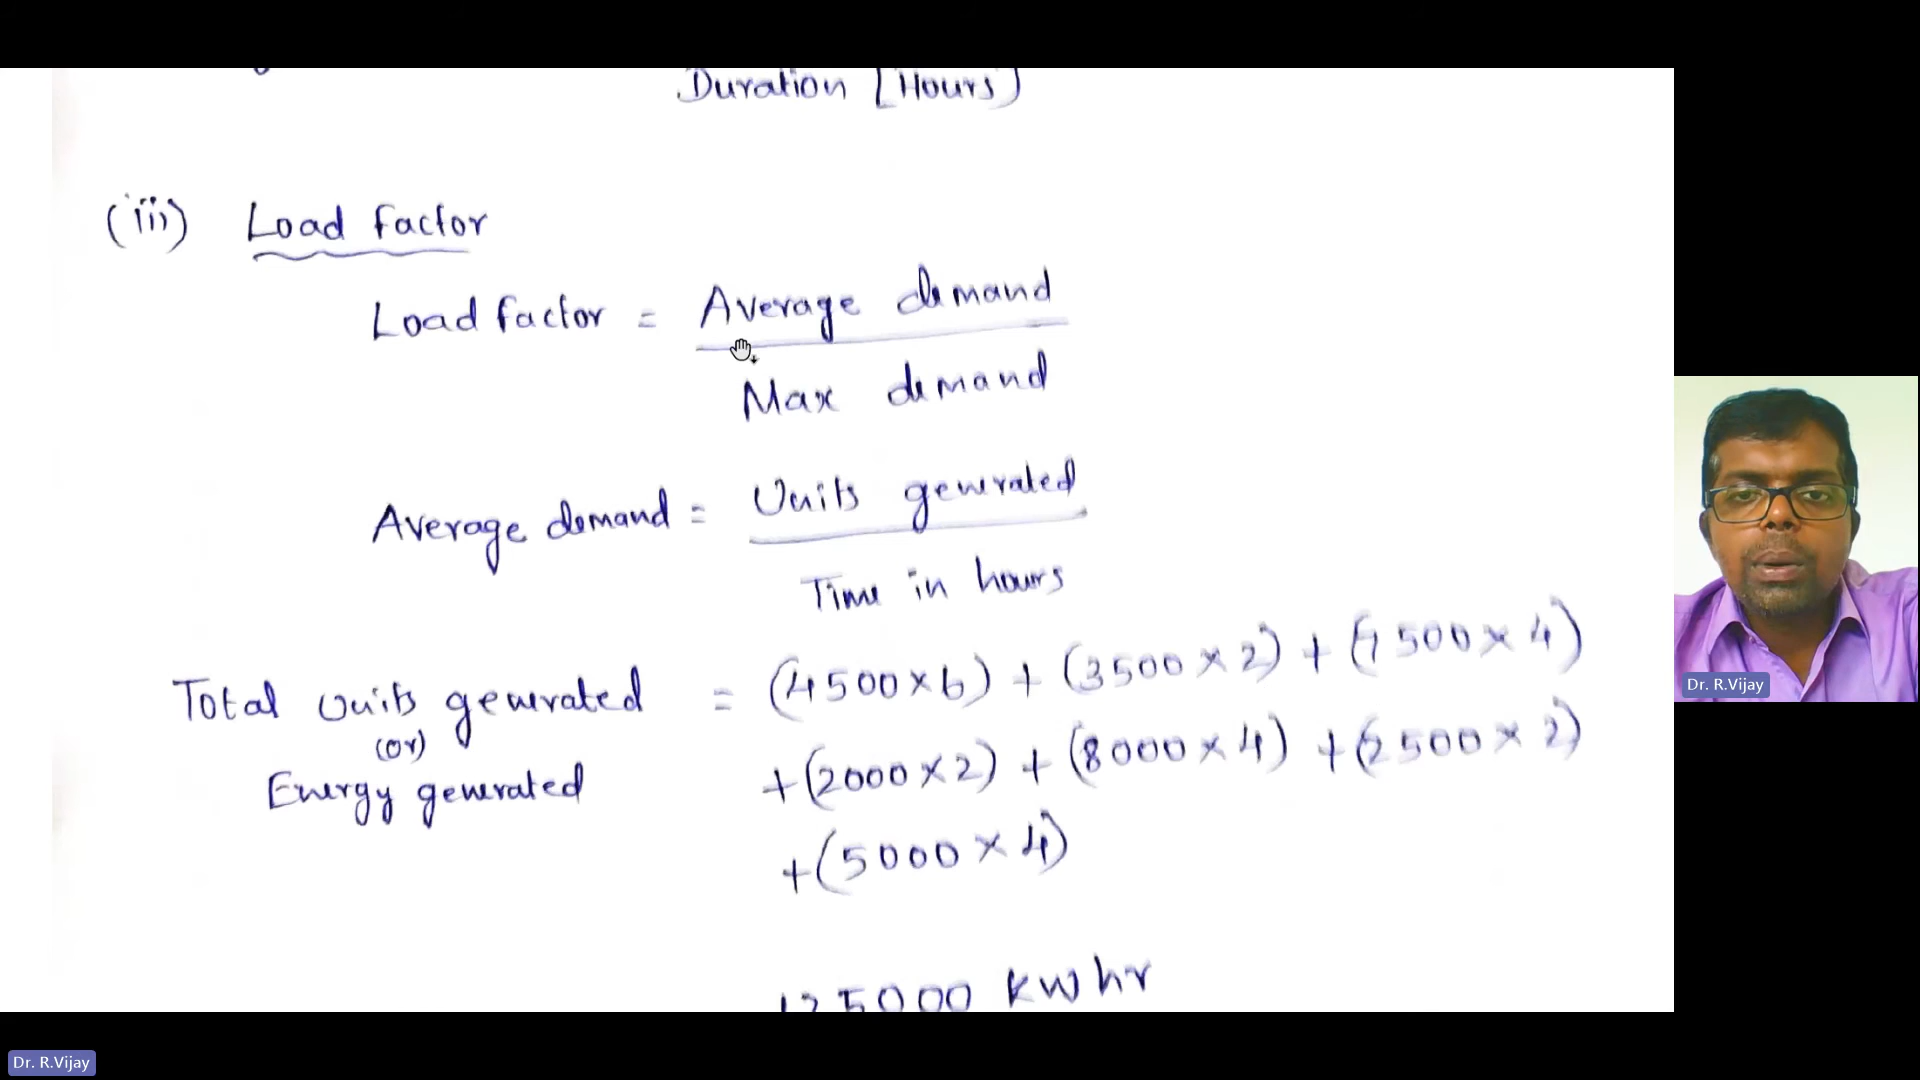 Duration [Hours]
(iii) Load factor
Load factor = Average demand
Max demand
Average demand = Units generated
Time in hours
Total Units generated = (4500×6) + (3500×2) + (7500×4)
(or)
Energy generated
+(2000×2) + (8000×4) + (2500×2)
+(5000×4)
125000 kwhr
Dr. R.Vijay
Dr. R.Vijay